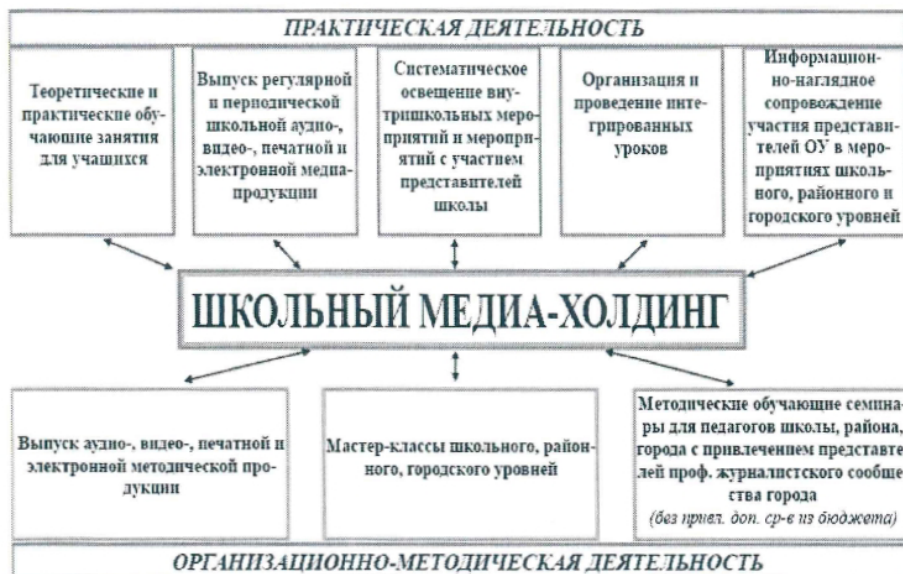 ПРАКТИЧЕСКАЯ ДЕЯТЕЛЬНОСТЬ
Теоретические и
практические обу-
чающие занятия
для учащихся
Выпуск регулярной
и периодической
школьной аудио-,
видео-, печатной и
электронной медиа-
продукции
Систематическое
освещение вну-
тришкольных меро-
приятий и меропри-
ятий с участием
представителей
школы
Организация и
проведение инте-
грированных
уроков
Информацион-
но-наглядное
сопровождение
участия представи-
телей ОУ в меро-
приятиях школь-
ного, районного и
городского уровней
ШКОЛЬНЫЙ МЕДИА-ХОЛДИНГ
Выпуск аудио-, видео-, печатной и
электронной методической про-
дукции
Мастер-классы школьного, район-
ного, городского уровней
Методические обучающие семина-
ры для педагогов школы, района,
города с привлечением представите-
лей проф. журналистского сообще-
ства города
(без привл. доп. ср-в из бюджета)
ОРГАНИЗАЦИОННО-МЕТОДИЧЕСКАЯ ДЕЯТЕЛЬНОСТЬ